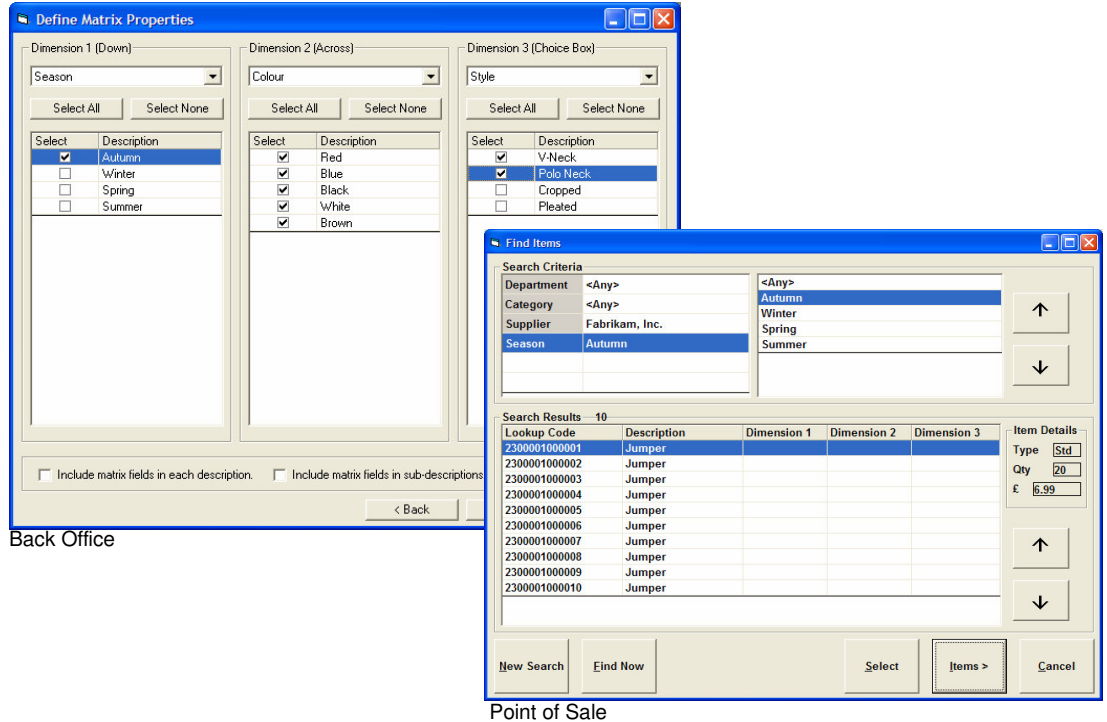 Define Matrix Properties
Dimension 1 (Down) Dimension 2 (Across) Dimension 3 (Choice Box)
Season Colour Style
Select All Select None Select All Select None Select All Select None
Select Description Select Description Select Description
Autumn Red V-Neck
Winter Blue Polo Neck
Spring Black Cropped
Summer White Pleated
Brown
Include matrix fields in each description. Include matrix fields in sub-descriptions
< Back
Back Office
Find Items
Search Criteria
Department <Any> <Any>
Category <Any> Autumn
Supplier Fabrikam, Inc. Winter
Season Autumn Spring
Summer
Search Results 10
Lookup Code Description Dimension 1 Dimension 2 Dimension 3
2300001000001 Jumper
2300001000002 Jumper
2300001000003 Jumper
2300001000004 Jumper
2300001000005 Jumper
2300001000006 Jumper
2300001000007 Jumper
2300001000008 Jumper
2300001000009 Jumper
2300001000010 Jumper
Item Details
Type Std
Qty 20
£ 6.99
New Search Find Now Select Items > Cancel
Point of Sale